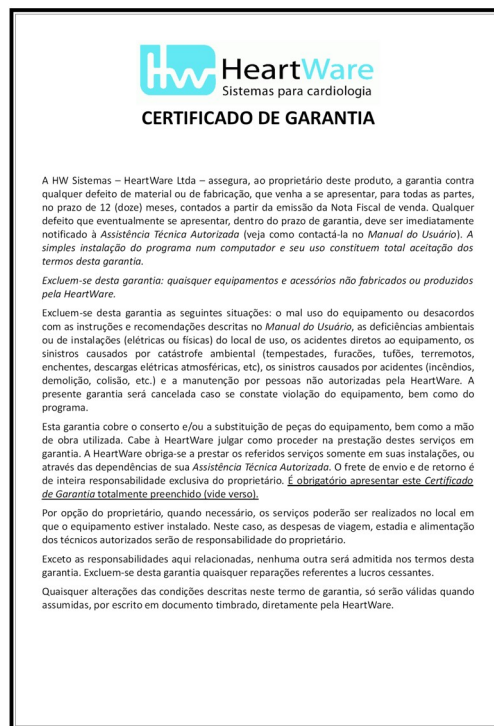 HW HeartWare
Sistemas para cardiologia
CERTIFICADO DE GARANTIA
A HW Sistemas – HeartWare Ltda – assegura, ao proprietário deste produto, a garantia contra
qualquer defeito de material ou de fabricação, que venha a se apresentar, para todas as partes,
no prazo de 12 (doze) meses, contados a partir da emissão da Nota Fiscal de venda. Qualquer
defeito que eventualmente se apresentar, dentro do prazo de garantia, deve ser imediatamente
notificado à Assistência Técnica Autorizada (veja como contactá-la no Manual do Usuário). A
simples instalação do programa num computador e seu uso constituem total aceitação dos
termos desta garantia.
Excluem-se desta garantia: quaisquer equipamentos e acessórios não fabricados ou produzidos
pela HeartWare.
Excluem-se desta garantia as seguintes situações: o mal uso do equipamento ou desacordos
com as instruções e recomendações descritas no Manual do Usuário, as deficiências ambientais
ou de instalações (elétricas ou físicas) do local de uso, os acidentes diretos ao equipamento, os
sinistros causados por catástrofe ambiental (tempestades, furacões, tufões, terremotos,
enchentes, descargas elétricas atmosféricas, etc), os sinistros causados por acidentes (incêndios,
demolição, colisão, etc.) e a manutenção por pessoas não autorizadas pela HeartWare. A
presente garantia será cancelada caso se constate violação do equipamento, bem como do
programa.
Esta garantia cobre o conserto e/ou a substituição de peças do equipamento, bem como a mão
de obra utilizada. Cabe à HeartWare julgar como proceder na prestação destes serviços em
garantia. A HeartWare obriga-se a prestar os referidos serviços somente em suas instalações, ou
através das dependências de sua Assistência Técnica Autorizada. O frete de envio e de retorno é
de inteira responsabilidade exclusiva do proprietário. É obrigatório apresentar este Certificado
de Garantia totalmente preenchido (vide verso).
Por opção do proprietário, quando necessário, os serviços poderão ser realizados no local em
que o equipamento estiver instalado. Neste caso, as despesas de viagem, estadia e alimentação
dos técnicos autorizados serão de responsabilidade do proprietário.
Exceto as responsabilidades aqui relacionadas, nenhuma outra será admitida nos termos desta
garantia. Excluem-se desta garantia quaisquer reparações referentes a lucros cessantes.
Quaisquer alterações das condições descritas neste termo de garantia, só serão válidas quando
assumidas, por escrito em documento timbrado, diretamente pela HeartWare.